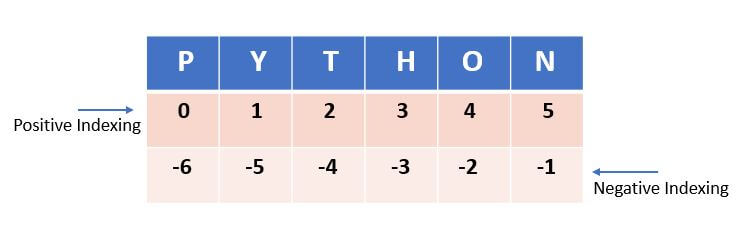 P Y T H O N
0 1 2 3 4 5
Positive Indexing
-6 -5 -4 -3 -2 -1
Negative Indexing